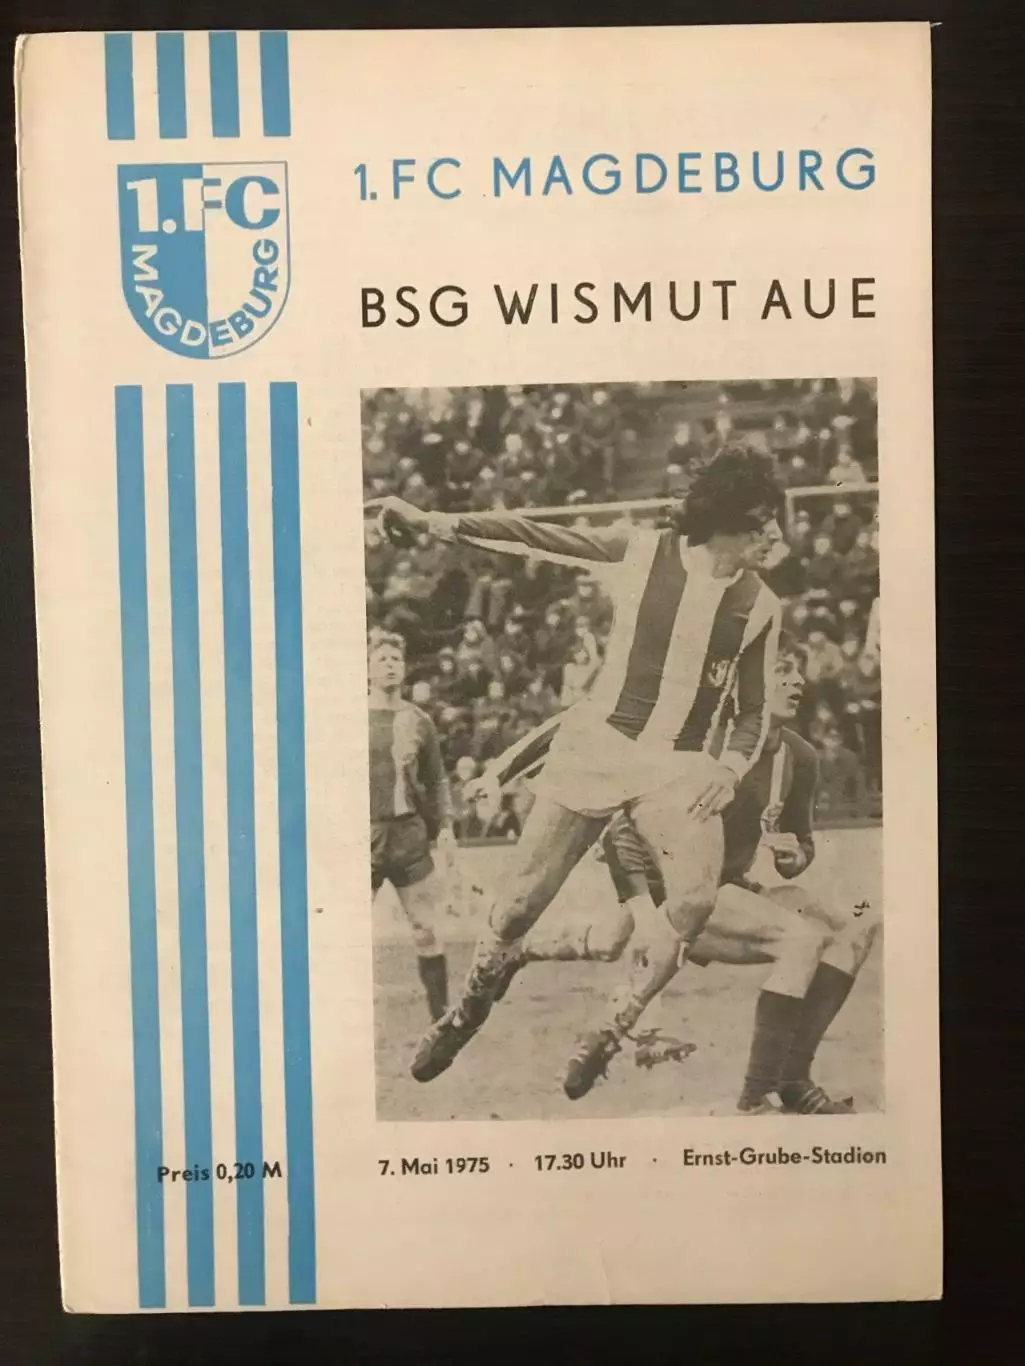 1.FC
MAGDEBURG
1. FC MAGDEBURG
BSG WISMUT AUE
Preis 0,20 M
7. Mai 1975 · 17.30 Uhr · Ernst-Grube-Stadion